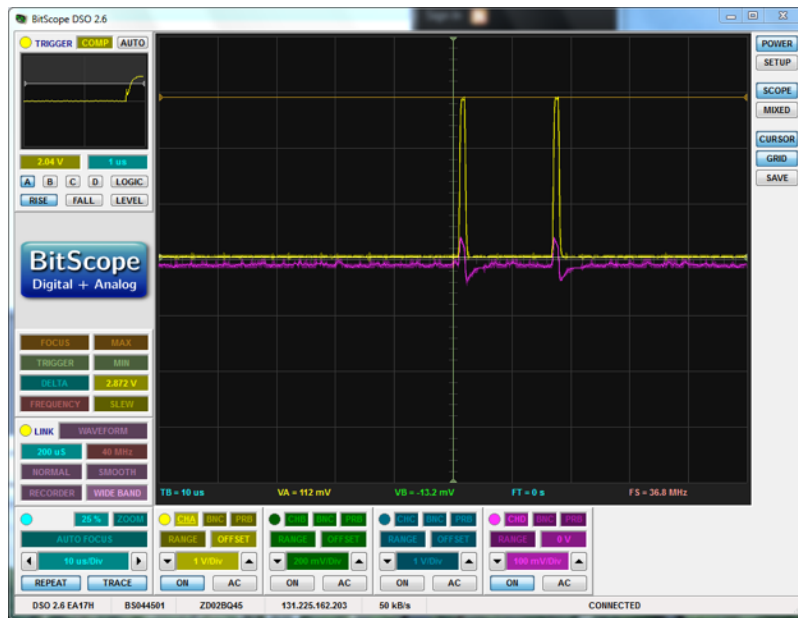 BitScope DSO 2.6
TRIGGER COMP AUTO
POWER
SETUP
SCOPE
MIXED
CURSOR
GRID
SAVE
2.04 V 1 us
A B C D LOGIC
RISE FALL LEVEL
BitScope
Digital + Analog
FOCUS MAX
TRIGGER MIN
DELTA 2.872 V
FREQUENCY SLEW
LINK WAVEFORM
200 uS 40 MHz
NORMAL SMOOTH
RECORDER WIDE BAND
TB = 10 us VA = 112 mV VB = -13.2 mV FT = 0 s FS = 36.8 MHz
25 % ZOOM CHA BNC PRB CHB BNC PRB CHC BNC PRB CHD BNC PRB
AUTO FOCUS RANGE OFFSET RANGE OFFSET RANGE OFFSET RANGE 0 V
10 us/Div 1 V/Div 200 mV/Div 1 V/Div 100 mV/Div
REPEAT TRACE ON AC ON AC ON AC ON AC
DSO 2.6 EA17H BS044501 ZD02BQ45 131.225.162.203 50 kB/s CONNECTED